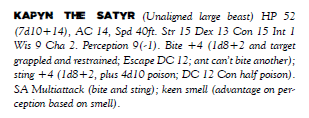 KAPYN THE SATYR (Unaligned large beast) HP 52
(7d10+14), AC 14, Spd 40ft. Str 15 Dex 13 Con 15 Int 1
Wis 9 Cha 2. Perception 9(-1). Bite +4 (1d8+2 and target
grappled and restrained; Escape DC 12; ant can't bite another);
sting +4 (1d8+2, plus 4d10 poison; DC 12 Con half poison).
SA Multiattack (bite and sting); keen smell (advantage on per-
ception based on smell).